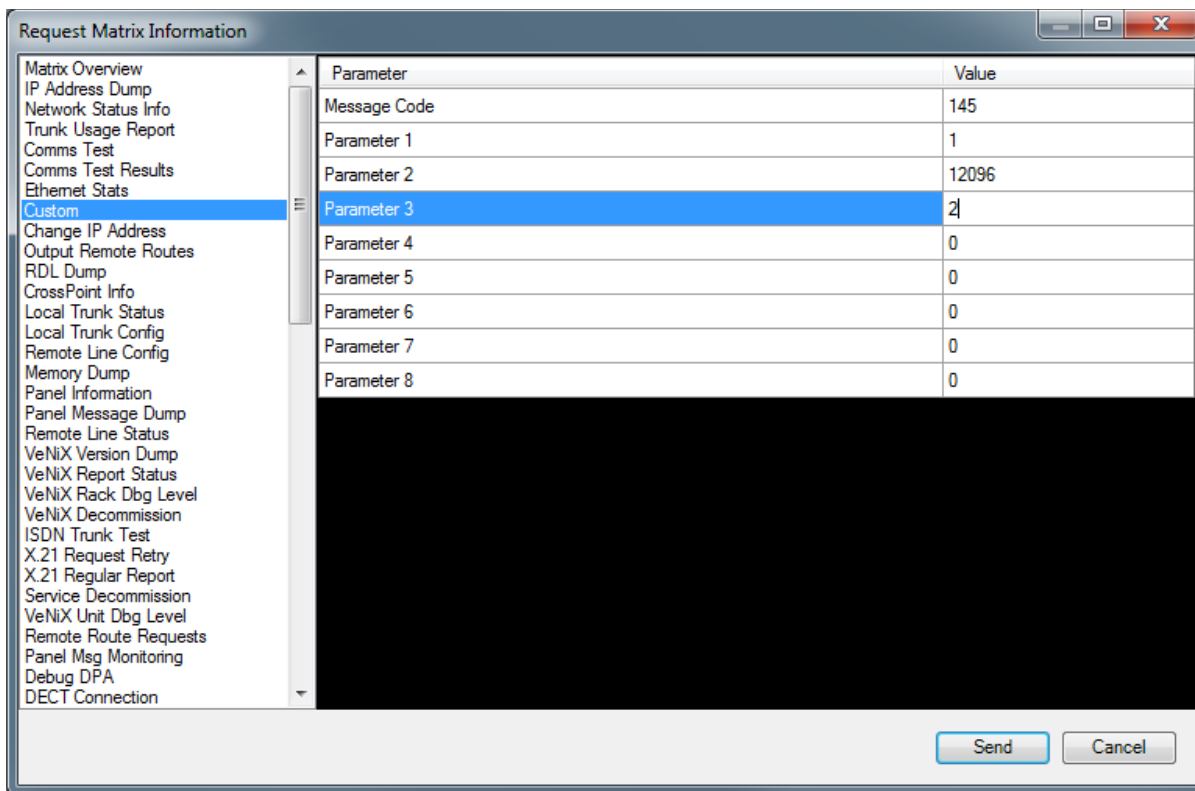 Request Matrix Information
Matrix Overview
IP Address Dump
Network Status Info
Trunk Usage Report
Comms Test
Comms Test Results
Ethernet Stats
Custom
Change IP Address
Output Remote Routes
RDL Dump
CrossPoint Info
Local Trunk Status
Local Trunk Config
Remote Line Config
Memory Dump
Panel Information
Panel Message Dump
Remote Line Status
VeNiX Version Dump
VeNiX Report Status
VeNiX Rack Dbg Level
VeNiX Decommission
ISDN Trunk Test
X.21 Request Retry
X.21 Regular Report
Service Decommission
VeNiX Unit Dbg Level
Remote Route Requests
Panel Msg Monitoring
Debug DPA
DECT Connection
Parameter Value
Message Code 145
Parameter 1 1
Parameter 2 12096
Parameter 3 2
Parameter 4 0
Parameter 5 0
Parameter 6 0
Parameter 7 0
Parameter 8 0
Send Cancel